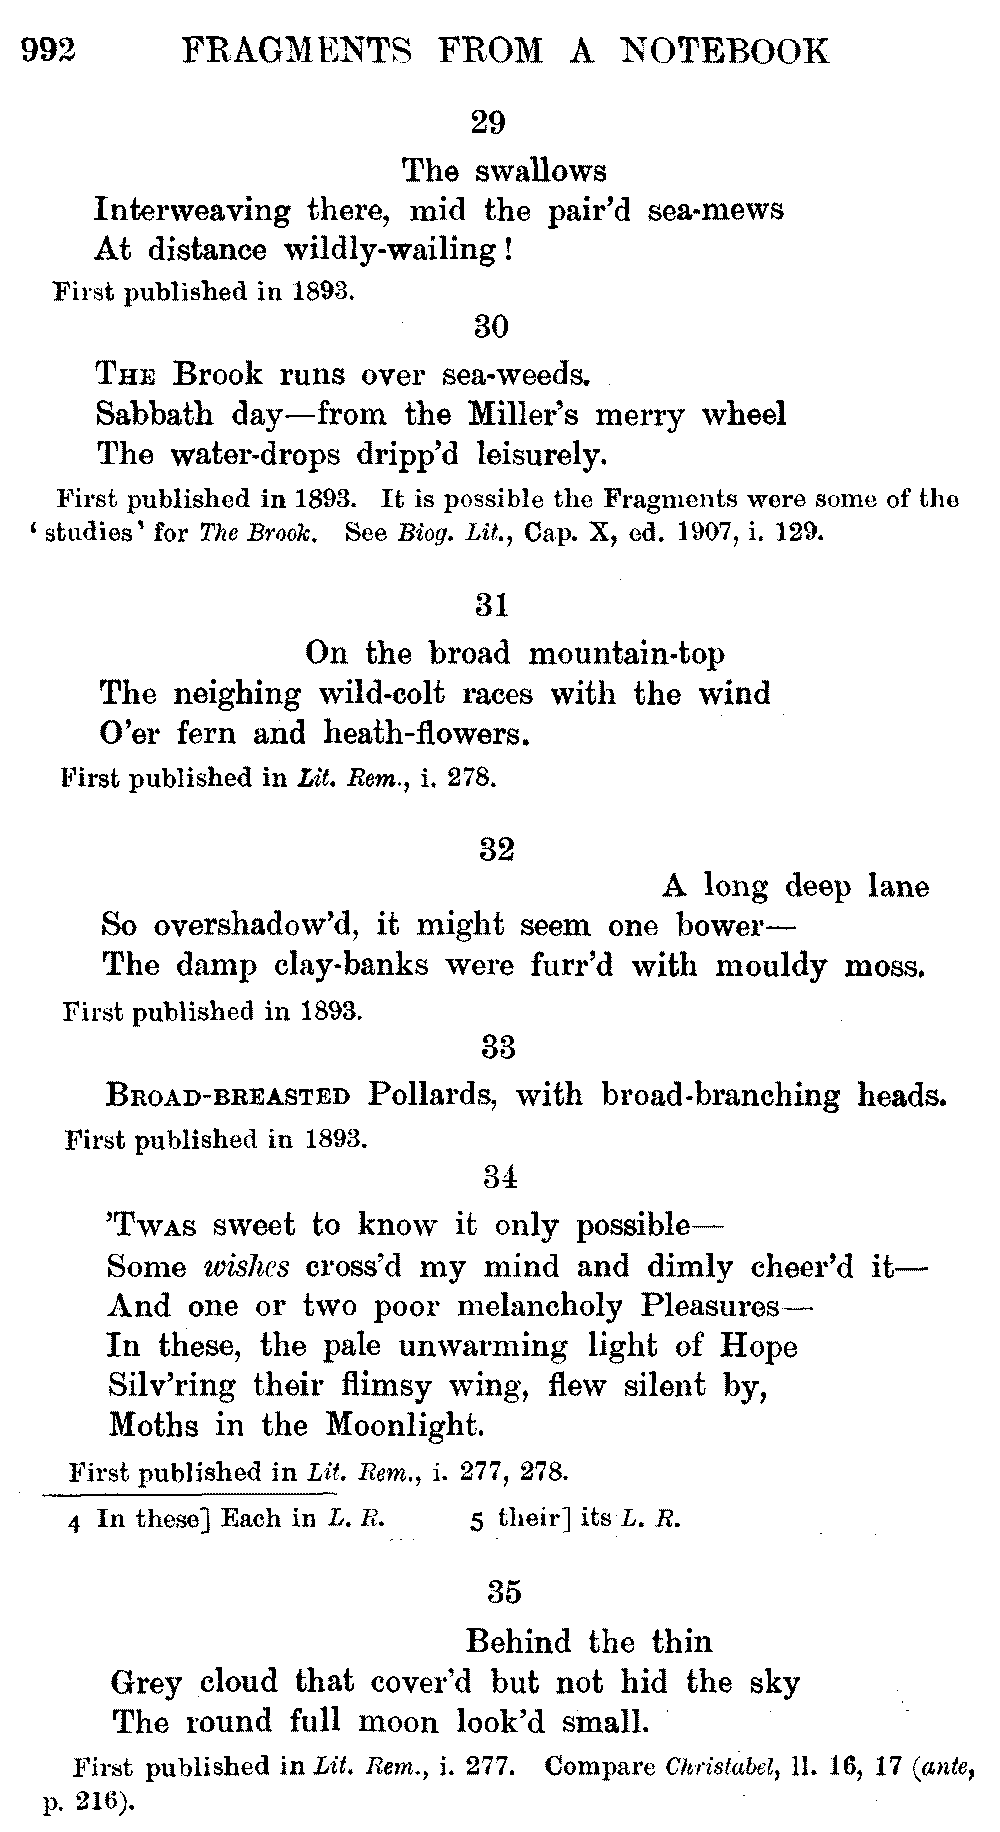 992 FRAGMENTS FROM A NOTEBOOK
29
The swallows
Interweaving there, mid the pair'd sea-mews
At distance wildly-wailing!
First published in 1893.
30
THE Brook runs over sea-weeds.
Sabbath day—from the Miller's merry wheel
The water-drops dripp'd leisurely.
First published in 1893. It is possible the Fragments were some of the
'studies' for The Brook. See Biog. Lit., Cap. X, ed. 1907, i. 129.
31
On the broad mountain-top
The neighing wild-colt races with the wind
O'er fern and heath-flowers.
First published in Lit. Rem., i. 278.
32
A long deep lane
So overshadow'd, it might seem one bower—
The damp clay-banks were furr'd with mouldy moss.
First published in 1893.
33
BROAD-BREASTED Pollards, with broad-branching heads.
First published in 1893.
34
'TWAS sweet to know it only possible—
Some wishes cross'd my mind and dimly cheer'd it—
And one or two poor melancholy Pleasures—
In these, the pale unwarming light of Hope
Silv'ring their flimsy wing, flew silent by,
Moths in the Moonlight.
First published in Lit. Rem., i. 277, 278.
4 In these] Each in L. R. 5 their] its L. R.
35
Behind the thin
Grey cloud that cover'd but not hid the sky
The round full moon look'd small.
First published in Lit. Rem., i. 277. Compare Christabel, ll. 16, 17 (ante,
p. 216).